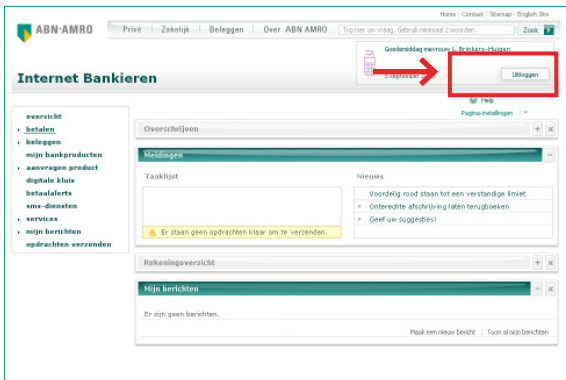 Home | Contact | Sitemap | English Site
ABN·AMRO
Privé | Zakelijk | Beleggen | Over ABN AMRO
Typ hier uw vraag. Gebruik minimaal 2 woorden.
Zoek
Goedemiddag mevrouw L. Brinkers-Huigen
5 september
Uitloggen
Internet Bankieren
Help
Pagina-instellingen
overzicht
betalen
beleggen
mijn bankproducten
aanvragen product
digitale kluis
betaalalerts
sms-diensten
services
mijn berichten
opdrachten verzenden
Overschrijven
Meldingen
Taaklijst
Er staan geen opdrachten klaar om te verzenden.
Nieuws
Voordelig rood staan tot een verstandige limiet
Onterechte afschrijving laten terugboeken
Geef uw suggesties!
Rekeningoverzicht
Mijn berichten
Er zijn geen berichten.
Maak een nieuw bericht | Toon al mijn berichten